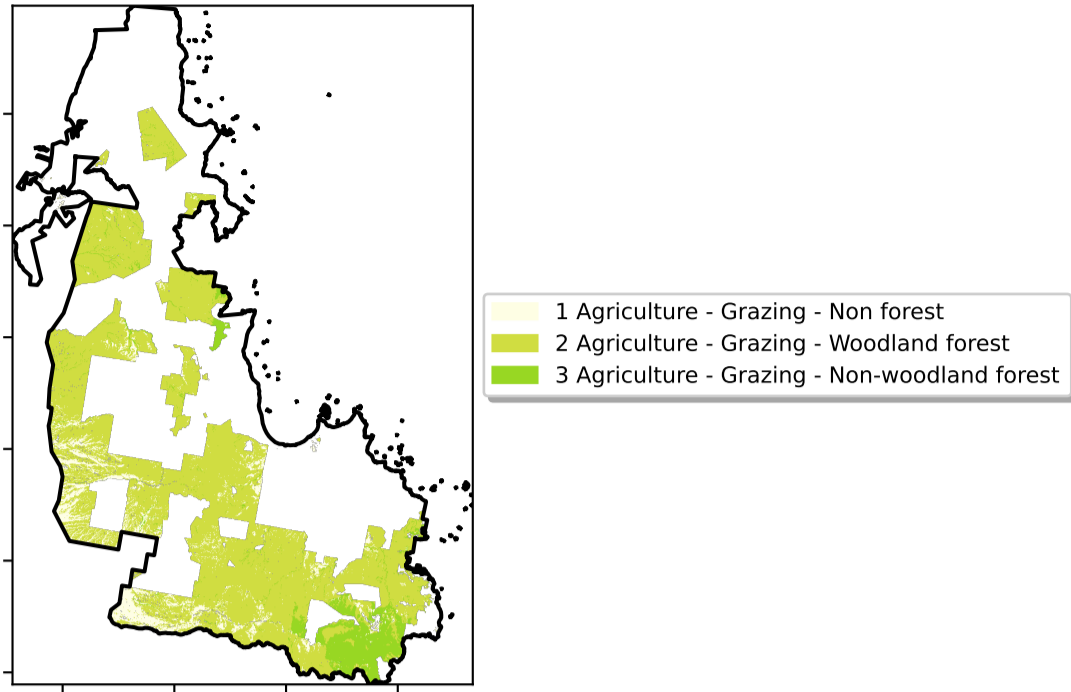 1 Agriculture - Grazing - Non forest
2 Agriculture - Grazing - Woodland forest
3 Agriculture - Grazing - Non-woodland forest